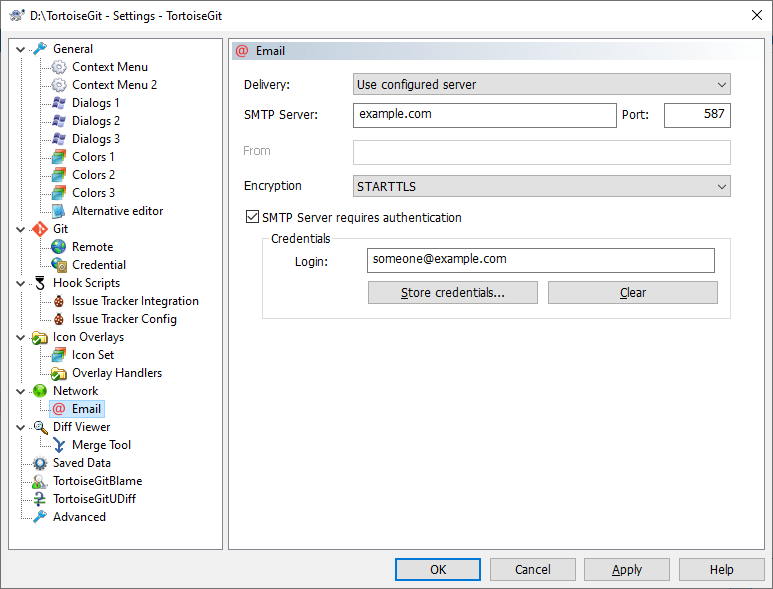 D:\TortoiseGit - Settings - TortoiseGit
General
Context Menu
Context Menu 2
Dialogs 1
Dialogs 2
Dialogs 3
Colors 1
Colors 2
Colors 3
Alternative editor
Git
Remote
Credential
Hook Scripts
Issue Tracker Integration
Issue Tracker Config
Icon Overlays
Icon Set
Overlay Handlers
Network
@ Email
Diff Viewer
Merge Tool
Saved Data
TortoiseGitBlame
TortoiseGitUDiff
Advanced
@ Email
Delivery: Use configured server
SMTP Server: example.com Port: 587
From
Encryption STARTTLS
SMTP Server requires authentication
Credentials
Login: someone@example.com
Store credentials... Clear
OK Cancel Apply Help